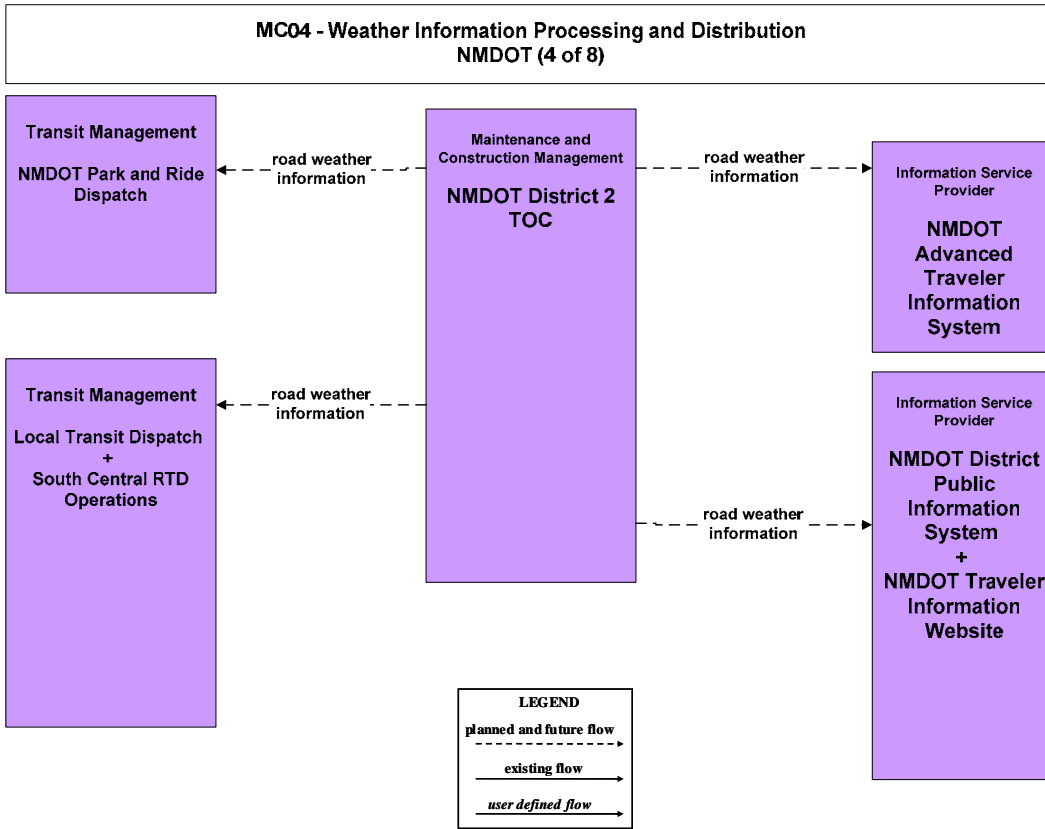 MC04 - Weather Information Processing and Distribution
NMDOT (4 of 8)
Transit Management
NMDOT Park and Ride
Dispatch
road weather
information
Maintenance and
Construction Management
NMDOT District 2
TOC
road weather
information
Information Service
Provider
NMDOT
Advanced
Traveler
Information
System
Transit Management
Local Transit Dispatch
+
South Central RTD
Operations
road weather
information
road weather
information
Information Service
Provider
NMDOT District
Public
Information
System
+
NMDOT Traveler
Information
Website
LEGEND
planned and future flow
existing flow
user defined flow